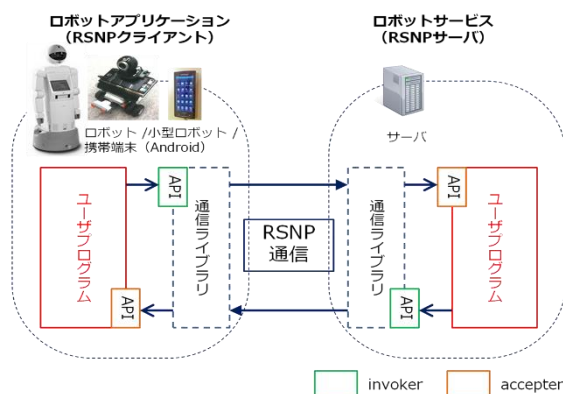 ロボットアプリケーション
（RSNPクライアント）
ロボットサービス
（RSNPサーバ）
ロボット /小型ロボット /
携帯端末（Android）
サーバ
ユーザプログラム
API
API
通信ライブラリ
RSNP
通信
通信ライブラリ
API
API
ユーザプログラム
invoker
accepter